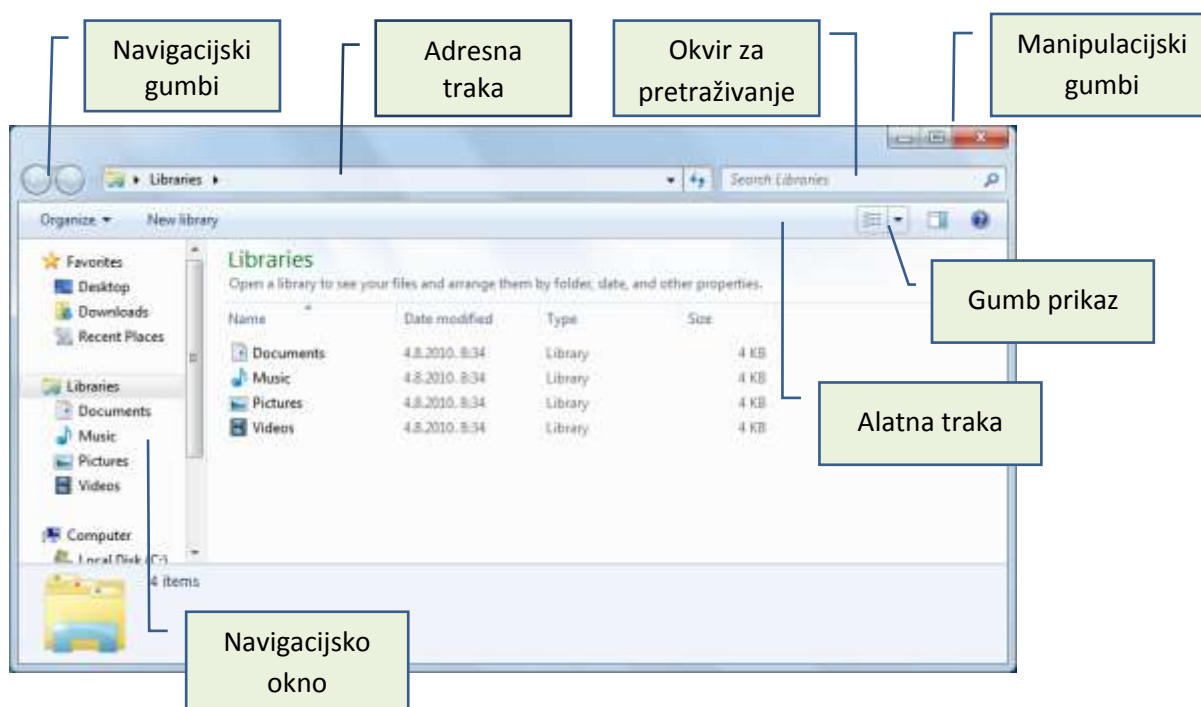 Navigacijski
gumbi
Adresna
traka
Okvir za
pretraživanje
Manipulacijski
gumbi
Libraries
Search Libraries
Organize
New library
Favorites
Desktop
Downloads
Recent Places
Libraries
Documents
Music
Pictures
Videos
Computer
Local Disk (C:)
Libraries
Open a library to see your files and arrange them by folder, date, and other properties.
Name Date modified Type Size
Documents 4.8.2010. 8:34 Library 4 KB
Music 4.8.2010. 8:34 Library 4 KB
Pictures 4.8.2010. 8:34 Library 4 KB
Videos 4.8.2010. 8:34 Library 4 KB
Gumb prikaz
Alatna traka
4 items
Navigacijsko
okno